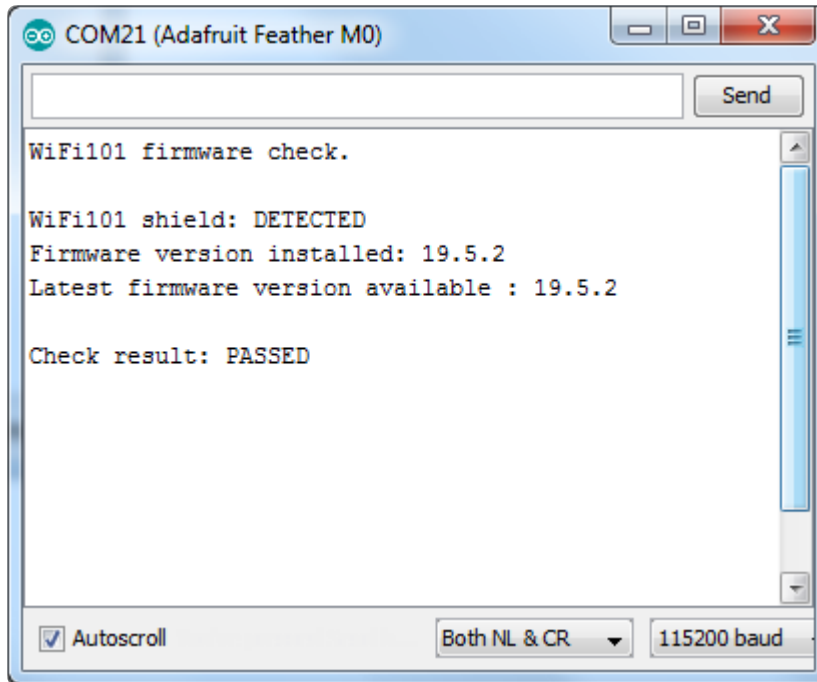 COM21 (Adafruit Feather M0)
Send
WiFi101 firmware check.
WiFi101 shield: DETECTED
Firmware version installed: 19.5.2
Latest firmware version available : 19.5.2
Check result: PASSED
Autoscroll
Both NL & CR
115200 baud